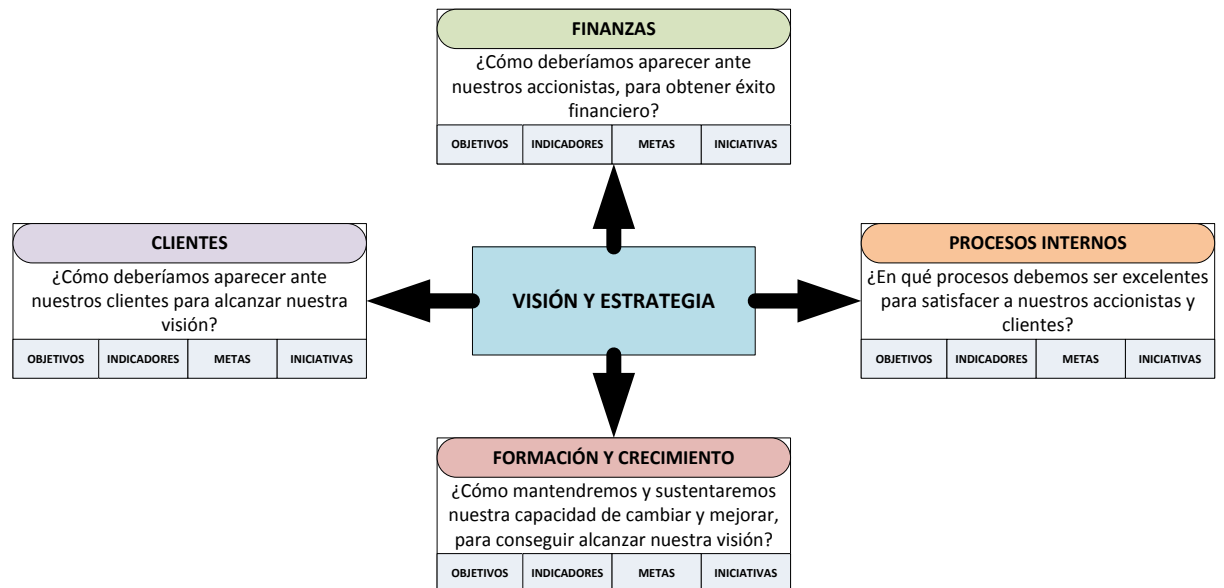 FINANZAS
¿Cómo deberíamos aparecer ante
nuestros accionistas, para obtener éxito
financiero?
OBJETIVOS INDICADORES METAS INICIATIVAS
CLIENTES
¿Cómo deberíamos aparecer ante
nuestros clientes para alcanzar nuestra
visión?
OBJETIVOS INDICADORES METAS INICIATIVAS
VISIÓN Y ESTRATEGIA
PROCESOS INTERNOS
¿En qué procesos debemos ser excelentes
para satisfacer a nuestros accionistas y
clientes?
OBJETIVOS INDICADORES METAS INICIATIVAS
FORMACIÓN Y CRECIMIENTO
¿Cómo mantendremos y sustentaremos
nuestra capacidad de cambiar y mejorar,
para conseguir alcanzar nuestra visión?
OBJETIVOS INDICADORES METAS INICIATIVAS